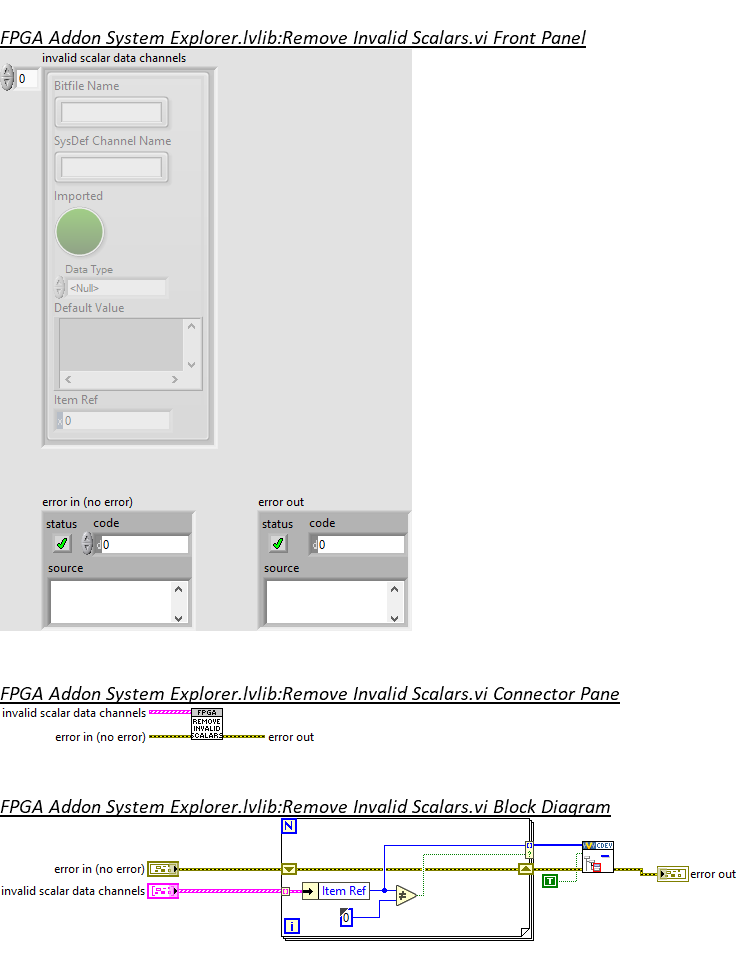 FPGA Addon System Explorer.lvlib:Remove Invalid Scalars.vi Front Panel
invalid scalar data channels
0
Bitfile Name
SysDef Channel Name
Imported
Data Type
<Null>
Default Value
Item Ref
x 0
error in (no error)
status code
d 0
source
error out
status code
d 0
source
FPGA Addon System Explorer.lvlib:Remove Invalid Scalars.vi Connector Pane
invalid scalar data channels
error in (no error)
FPGA
REMOVE
INVALID
SCALARS
error out
FPGA Addon System Explorer.lvlib:Remove Invalid Scalars.vi Block Diagram
N
CDEV
error in (no error)
error out
invalid scalar data channels
Item Ref
≠
T
0
i